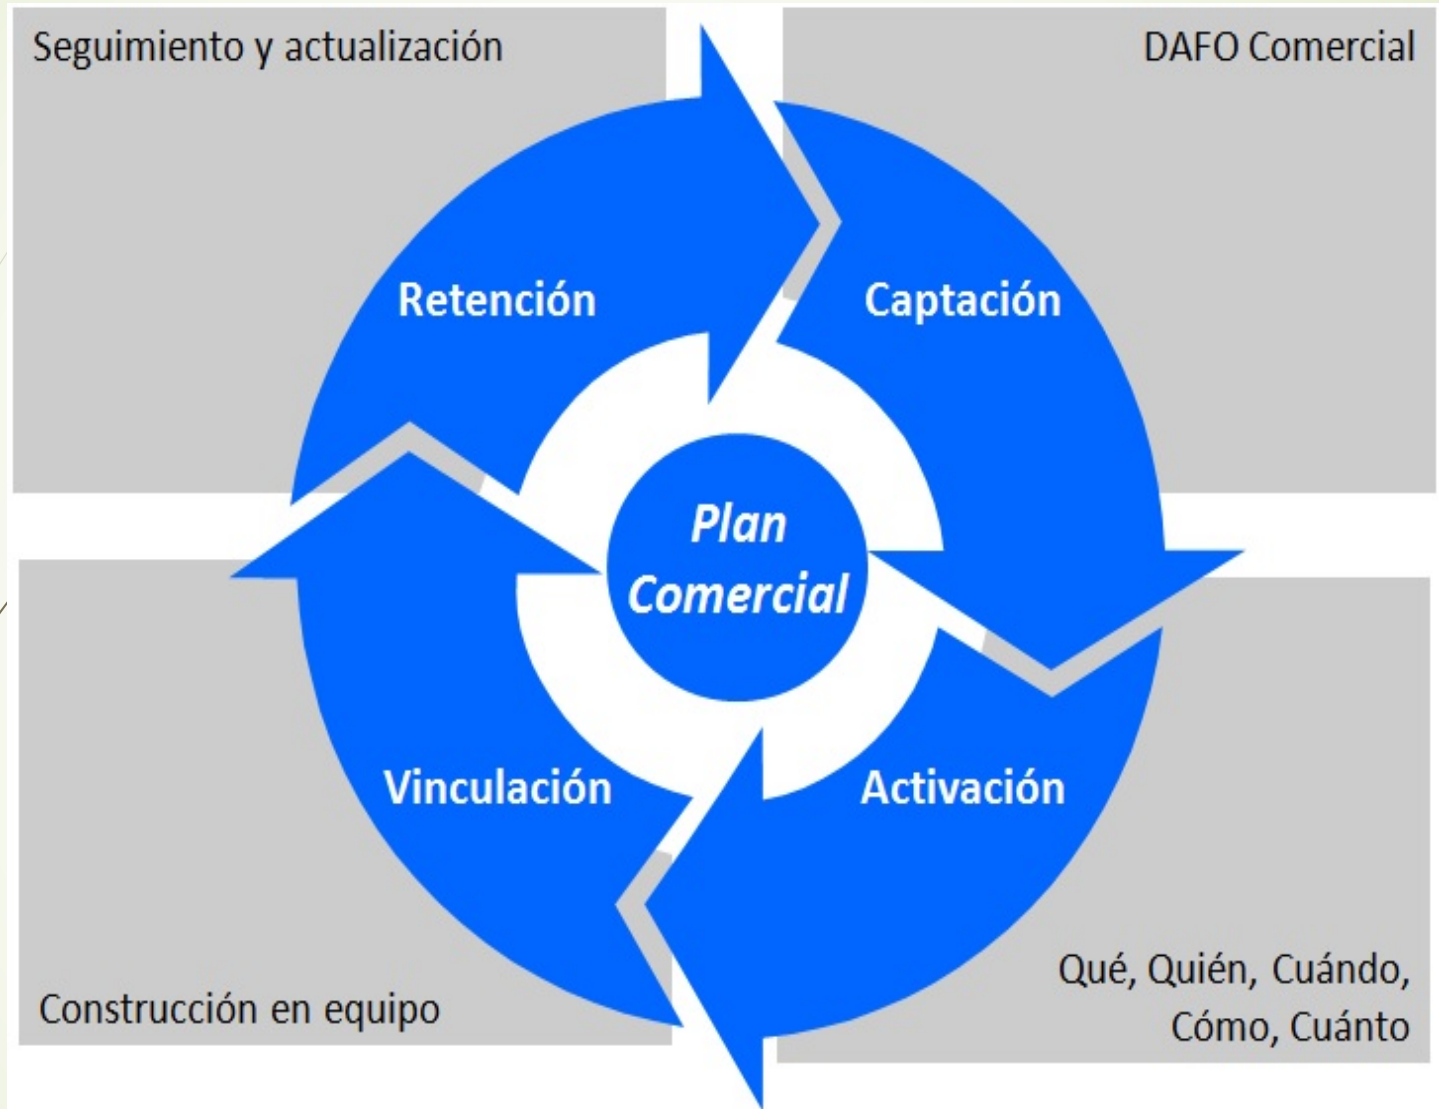 Seguimiento y actualización
DAFO Comercial
Retención
Captación
Plan
Comercial
Vinculación
Activación
Construcción en equipo
Qué, Quién, Cuándo,
Cómo, Cuánto